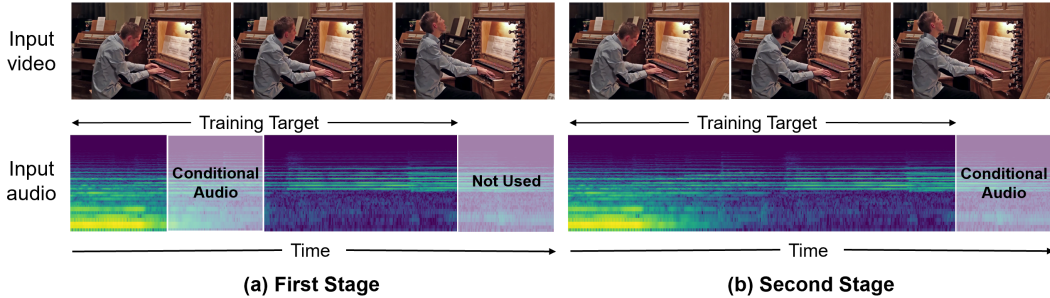 Input
video
Training Target
Training Target
Input
audio
Conditional
Audio
Not Used
Conditional
Audio
Time
Time
(a) First Stage
(b) Second Stage